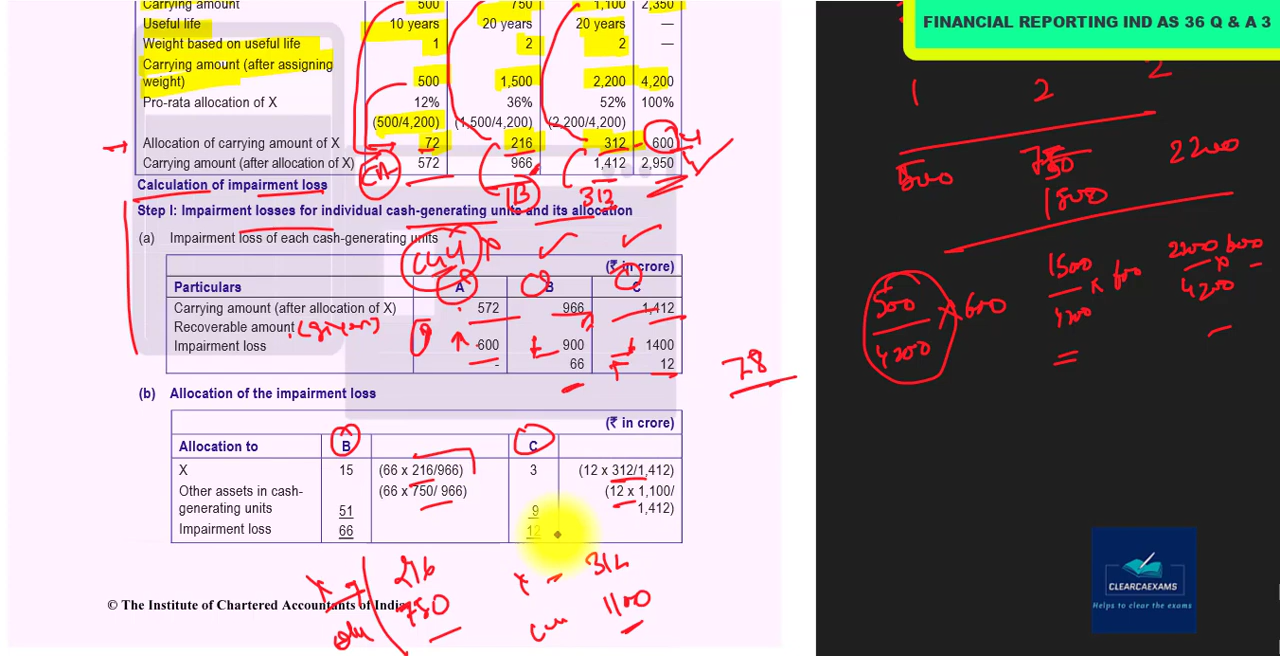 FINANCIAL REPORTING IND AS 36 Q & A 3
Carrying amount 500 750 1,100 2,350
Useful life 10 years 20 years 20 years —
Weight based on useful life 1 2 2 —
Carrying amount (after assigning
weight) 500 1,500 2,200 4,200
Pro-rata allocation of X 12% 36% 52% 100%
(500/4,200) (1,500/4,200) (2,200/4,200)
Allocation of carrying amount of X 72 216 312 600
Carrying amount (after allocation of X) 572 966 1,412 2,950
Calculation of impairment loss
312
Step I: Impairment losses for individual cash-generating units and its allocation
(a) Impairment loss of each cash-generating units
(₹ in crore)
Particulars A B C
Carrying amount (after allocation of X) 572 966 1,412
Recoverable amount (given)
Impairment loss 600 900 1400
- 66 12
78
(b) Allocation of the impairment loss
(₹ in crore)
Allocation to B C
X 15 (66 x 216/966) 3 (12 x 312/1,412)
Other assets in cash- (66 x 750/ 966) (12 x 1,100/
generating units 51 9 1,412)
Impairment loss 66 12
216
750
1100
© The Institute of Chartered Accountants of India
1 2 2
500 750 2200
1500
500 x 600
4200
1500 x 600
4200
2200 x 600
4200
=
CLEARCAEXAMS
Helps to clear the exams